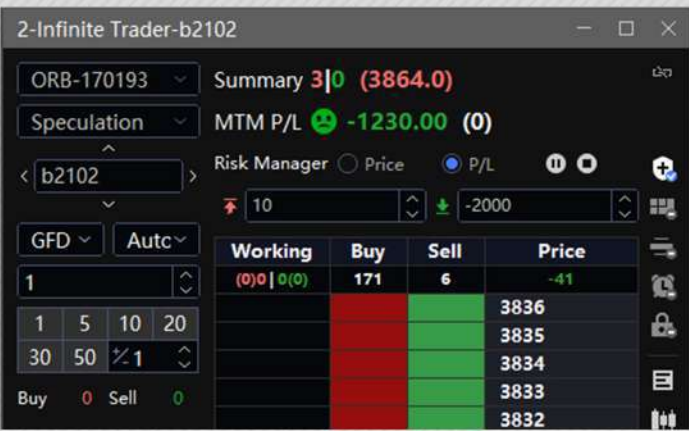 2-Infinite Trader-b2102
ORB-170193
Summary 3|0 (3864.0)
Speculation
MTM P/L -1230.00 (0)
b2102
Risk Manager Price P/L
10
-2000
GFD
Autc
1
1 5 10 20
30 50 +/-1
Buy 0 Sell 0
Working Buy Sell Price
(0)0|0(0) 171 6 -41
3836
3835
3834
3833
3832